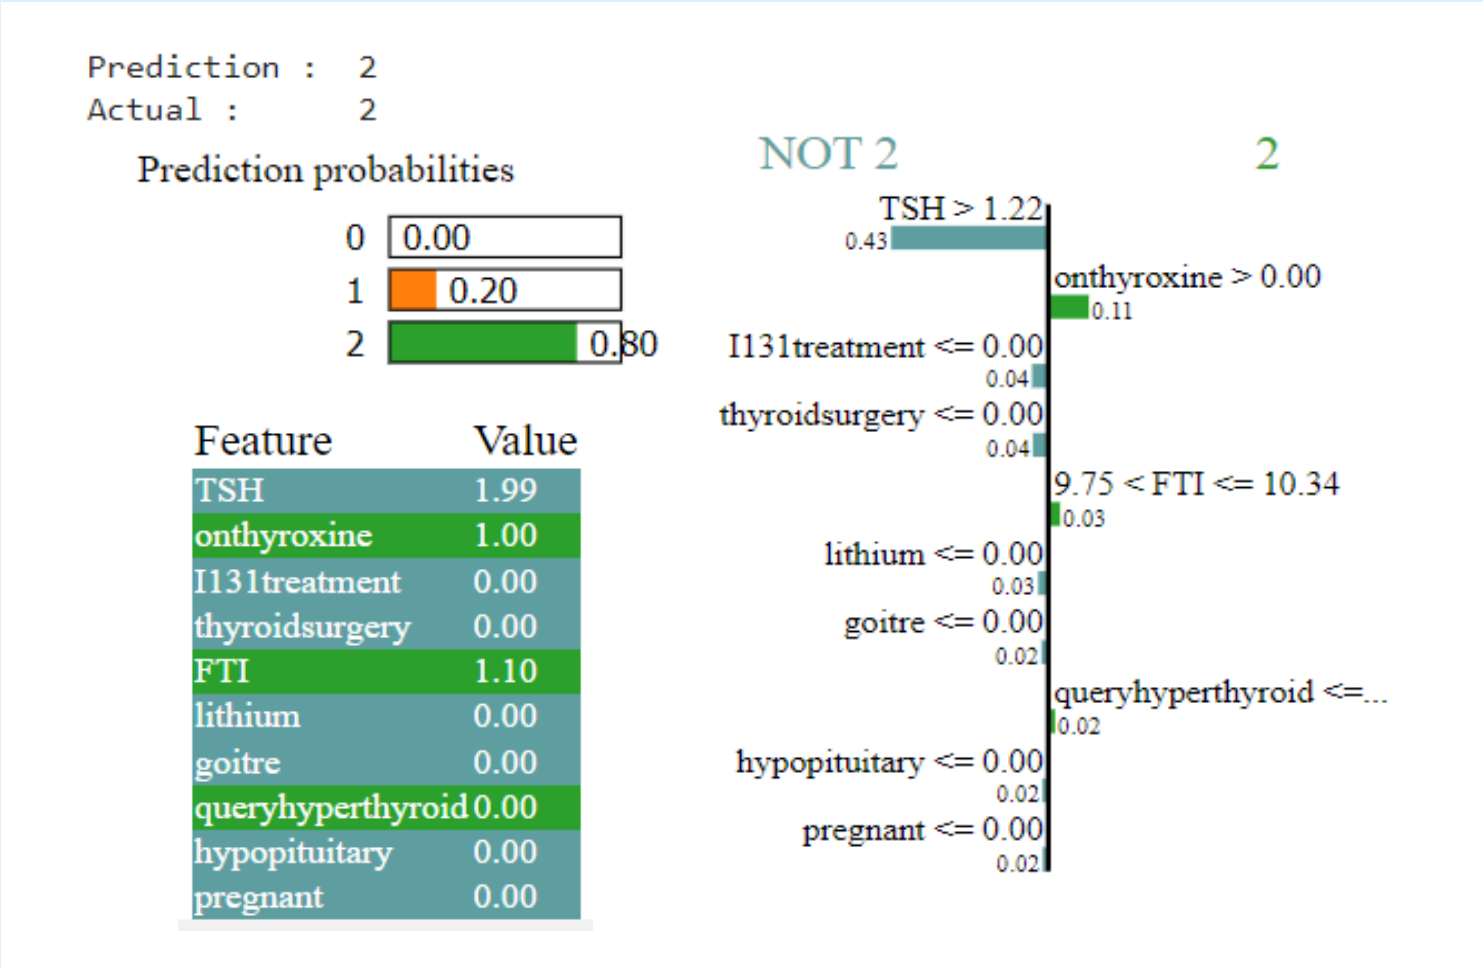 Prediction : 2
Actual : 2
Prediction probabilities
0 0.00
1 0.20
2 0.80
Feature Value
TSH 1.99
onthyroxine 1.00
I131treatment 0.00
thyroidsurgery 0.00
FTI 1.10
lithium 0.00
goitre 0.00
queryhyperthyroid 0.00
hypopituitary 0.00
pregnant 0.00
NOT 2 2
TSH > 1.22
0.43
onthyroxine > 0.00
0.11
I131treatment <= 0.00
0.04
thyroidsurgery <= 0.00
0.04
9.75 < FTI <= 10.34
0.03
lithium <= 0.00
0.03
goitre <= 0.00
0.02
queryhyperthyroid <=...
0.02
hypopituitary <= 0.00
0.02
pregnant <= 0.00
0.02